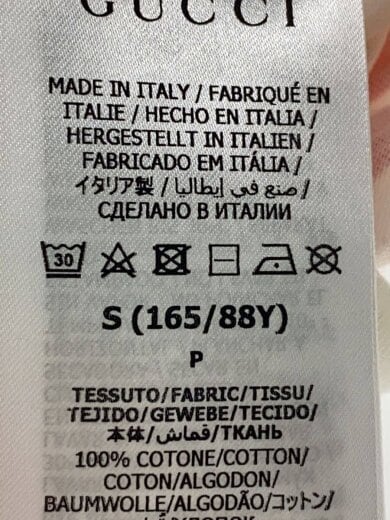 GUCCI
MADE IN ITALY / FABRIQUÉ EN
ITALIE / HECHO EN ITALIA /
HERGESTELLT IN ITALIEN /
FABRICADO EM ITÁLIA /
イタリア製 / صنع في إيطاليا /
СДЕЛАНО В ИТАЛИИ
30
S (165/88Y)
P
TESSUTO/FABRIC/TISSU/
TEJIDO/GEWEBE/TECIDO/
本体/قماش/ТКАНЬ
100% COTONE/COTTON/
COTON/ALGODON/
BAUMWOLLE/ALGODÃO/コットン/